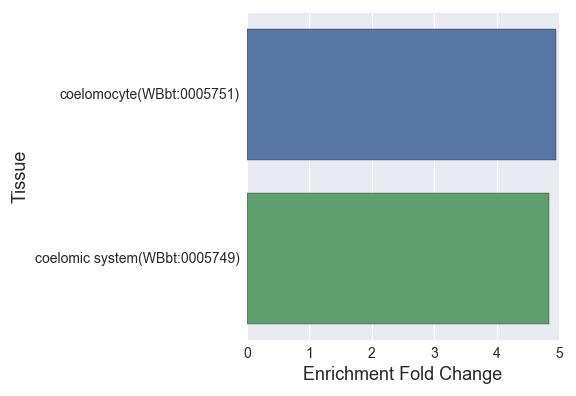 coelomocyte(WBbt:0005751)
Tissue
coelomic system(WBbt:0005749)
0 1 2 3 4 5
Enrichment Fold Change